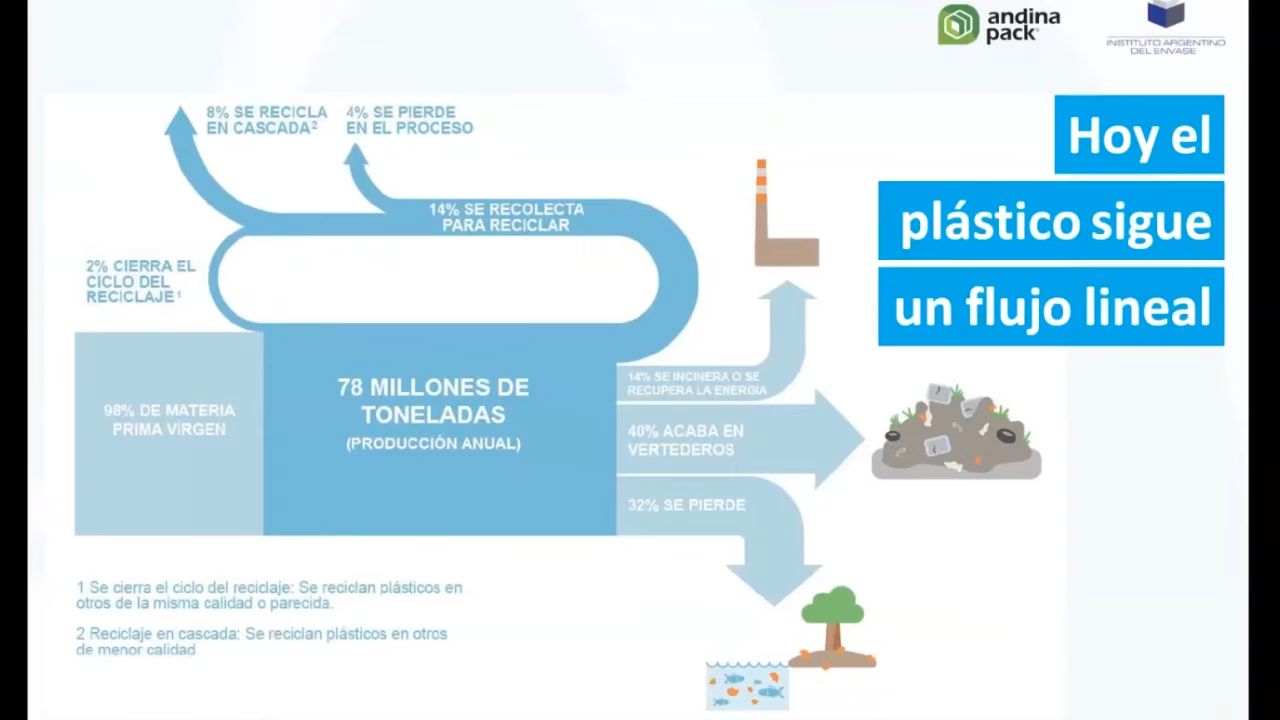 andina
pack
INSTITUTO ARGENTINO
DEL ENVASE
Hoy el
plástico sigue
un flujo lineal
8% SE RECICLA
EN CASCADA²
4% SE PIERDE
EN EL PROCESO
14% SE RECOLECTA
PARA RECICLAR
2% CIERRA EL
CICLO DEL
RECICLAJE¹
98% DE MATERIA
PRIMA VIRGEN
78 MILLONES DE
TONELADAS
(PRODUCCIÓN ANUAL)
14% SE INCINERA O SE
RECUPERA LA ENERGIA
40% ACABA EN
VERTEDEROS
32% SE PIERDE
1 Se cierra el ciclo del reciclaje: Se reciclan plásticos en
otros de la misma calidad o parecida.
2 Reciclaje en cascada: Se reciclan plásticos en otros
de menor calidad